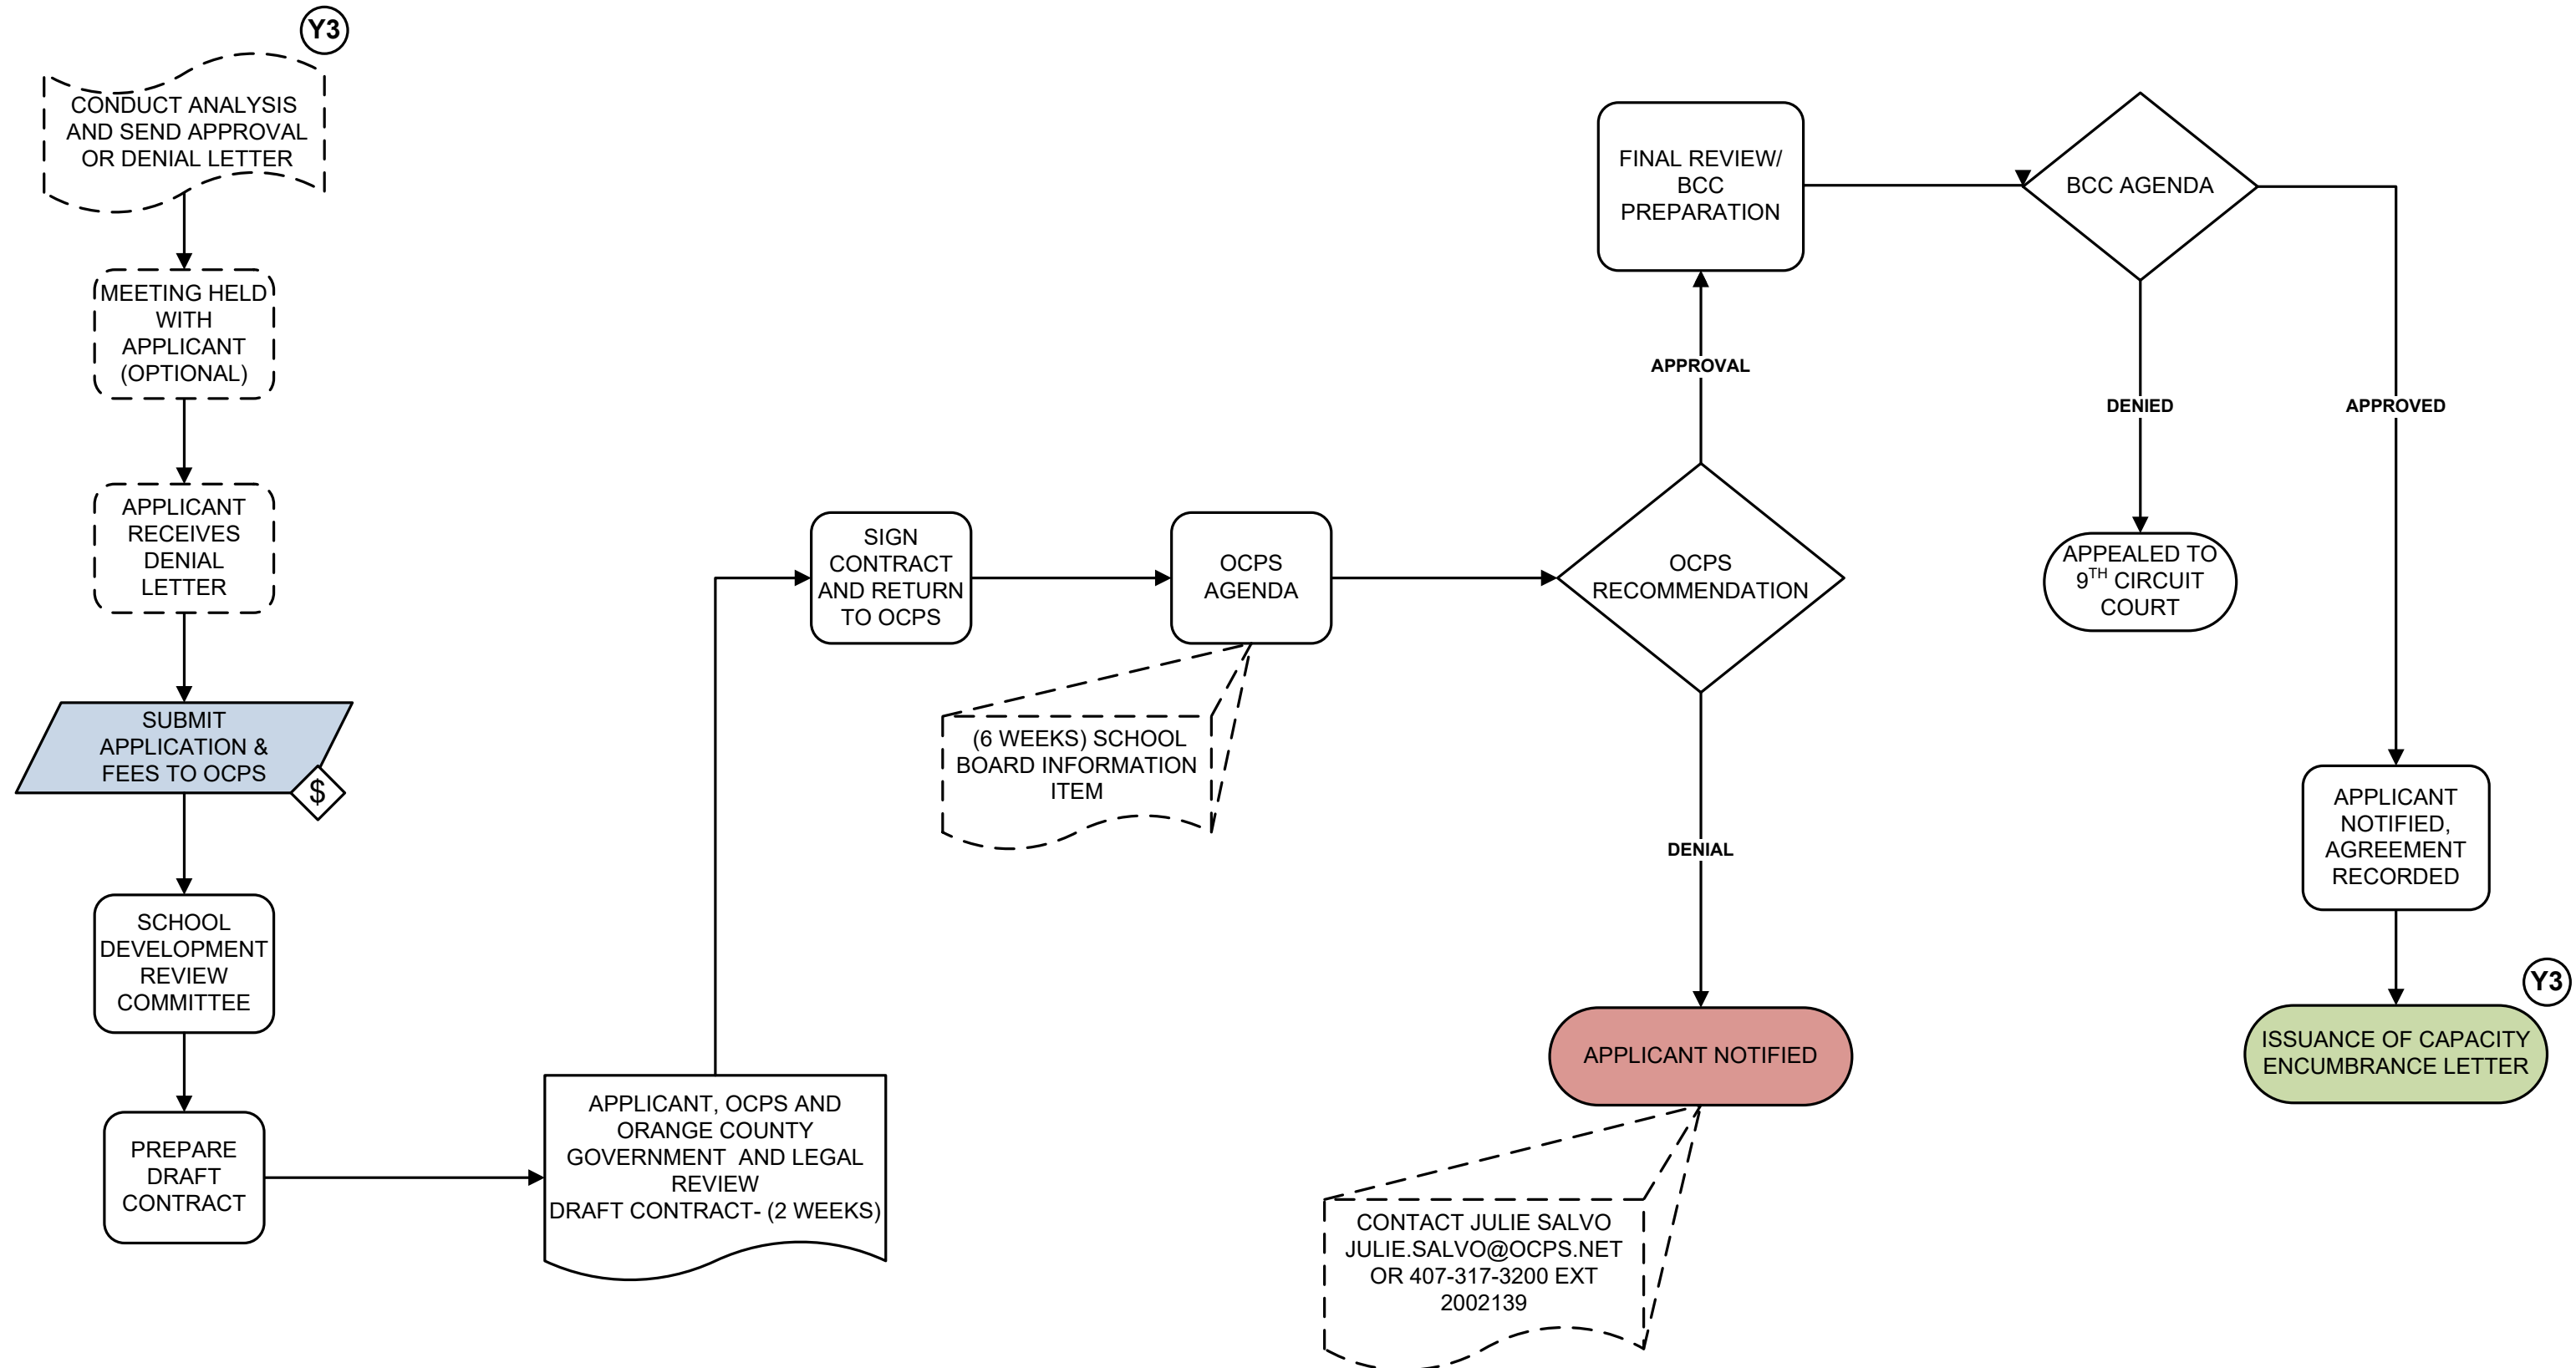 Y3
CONDUCT ANALYSIS
AND SEND APPROVAL
OR DENIAL LETTER
MEETING HELD
WITH
APPLICANT
(OPTIONAL)
APPLICANT
RECEIVES
DENIAL
LETTER
SUBMIT
APPLICATION &
FEES TO OCPS
$
SCHOOL
DEVELOPMENT
REVIEW
COMMITTEE
PREPARE
DRAFT
CONTRACT
APPLICANT, OCPS AND
ORANGE COUNTY
GOVERNMENT AND LEGAL
REVIEW
DRAFT CONTRACT- (2 WEEKS)
SIGN
CONTRACT
AND RETURN
TO OCPS
OCPS
AGENDA
(6 WEEKS) SCHOOL
BOARD INFORMATION
ITEM
OCPS
RECOMMENDATION
APPROVAL
FINAL REVIEW/
BCC
PREPARATION
DENIAL
APPLICANT NOTIFIED
CONTACT JULIE SALVO
JULIE.SALVO@OCPS.NET
OR 407-317-3200 EXT
2002139
BCC AGENDA
DENIED
APPEALED TO
9TH CIRCUIT
COURT
APPROVED
APPLICANT
NOTIFIED,
AGREEMENT
RECORDED
Y3
ISSUANCE OF CAPACITY
ENCUMBRANCE LETTER